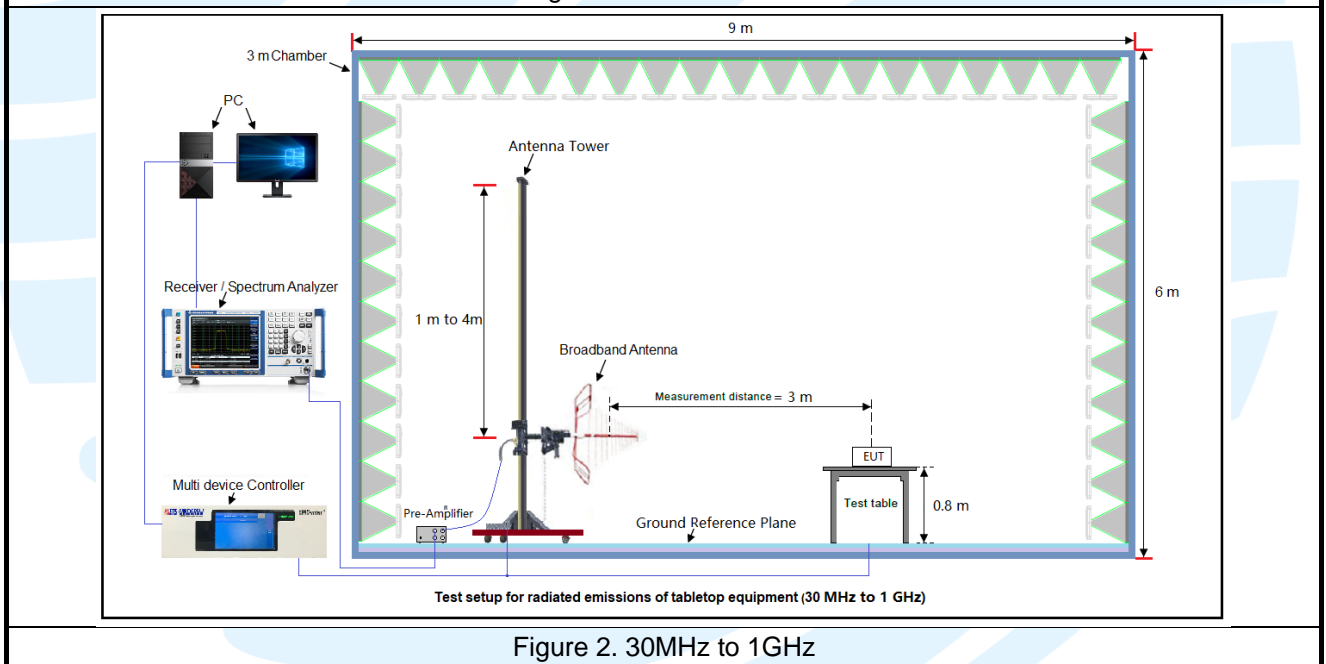 9 m
3 m Chamber
PC
Antenna Tower
Receiver / Spectrum Analyzer
6 m
1 m to 4m
Broadband Antenna
Measurement distance = 3 m
EUT
Multi device Controller
Test table
0.8 m
Pre-Amplifier
Ground Reference Plane
Test setup for radiated emissions of tabletop equipment (30 MHz to 1 GHz)
Figure 2. 30MHz to 1GHz